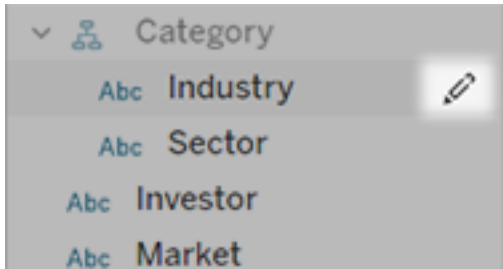 Category
Abc Industry
Abc Sector
Abc Investor
Abc Market